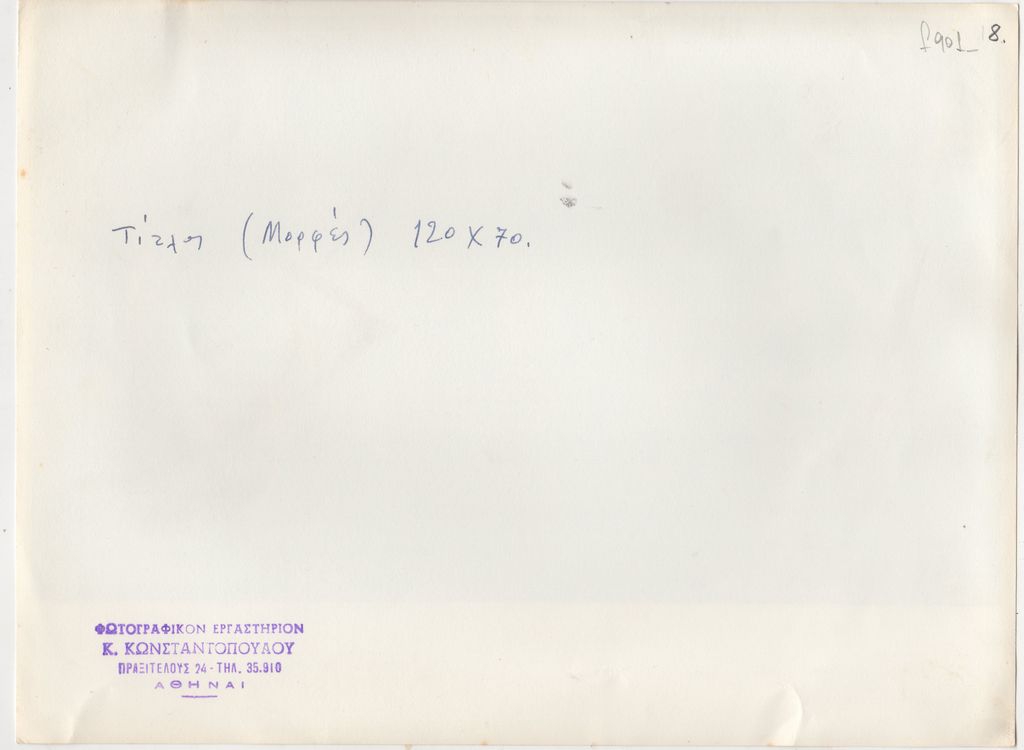 f901_18.
Τίτλος (Μορφές) 120 Χ 70.
ΦΩΤΟΓΡΑΦΙΚΟΝ ΕΡΓΑΣΤΗΡΙΟΝ
Κ. ΚΩΝΣΤΑΝΤΟΠΟΥΛΟΥ
ΠΡΑΞΙΤΕΛΟΥΣ 24 - ΤΗΛ. 35.910
ΑΘΗΝΑΙ